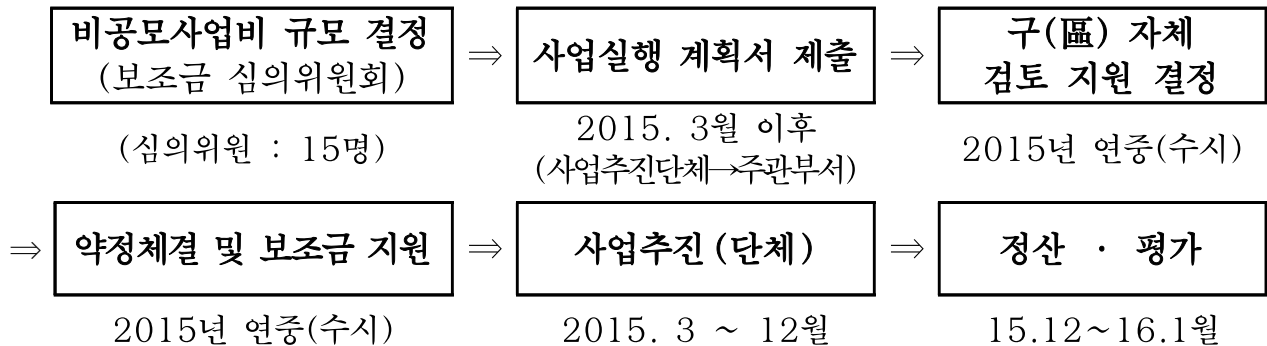 비공모사업비 규모 결정
(보조금 심의위원회)
(심의위원 : 15명)
⇒
사업실행 계획서 제출
2015. 3월 이후
(사업추진단체→주관부서)
⇒
구(區) 자체
검토 지원 결정
2015년 연중(수시)
⇒
약정체결 및 보조금 지원
2015년 연중(수시)
⇒
사업추진(단체)
2015. 3 ~ 12월
⇒
정산 · 평가
15.12~16.1월